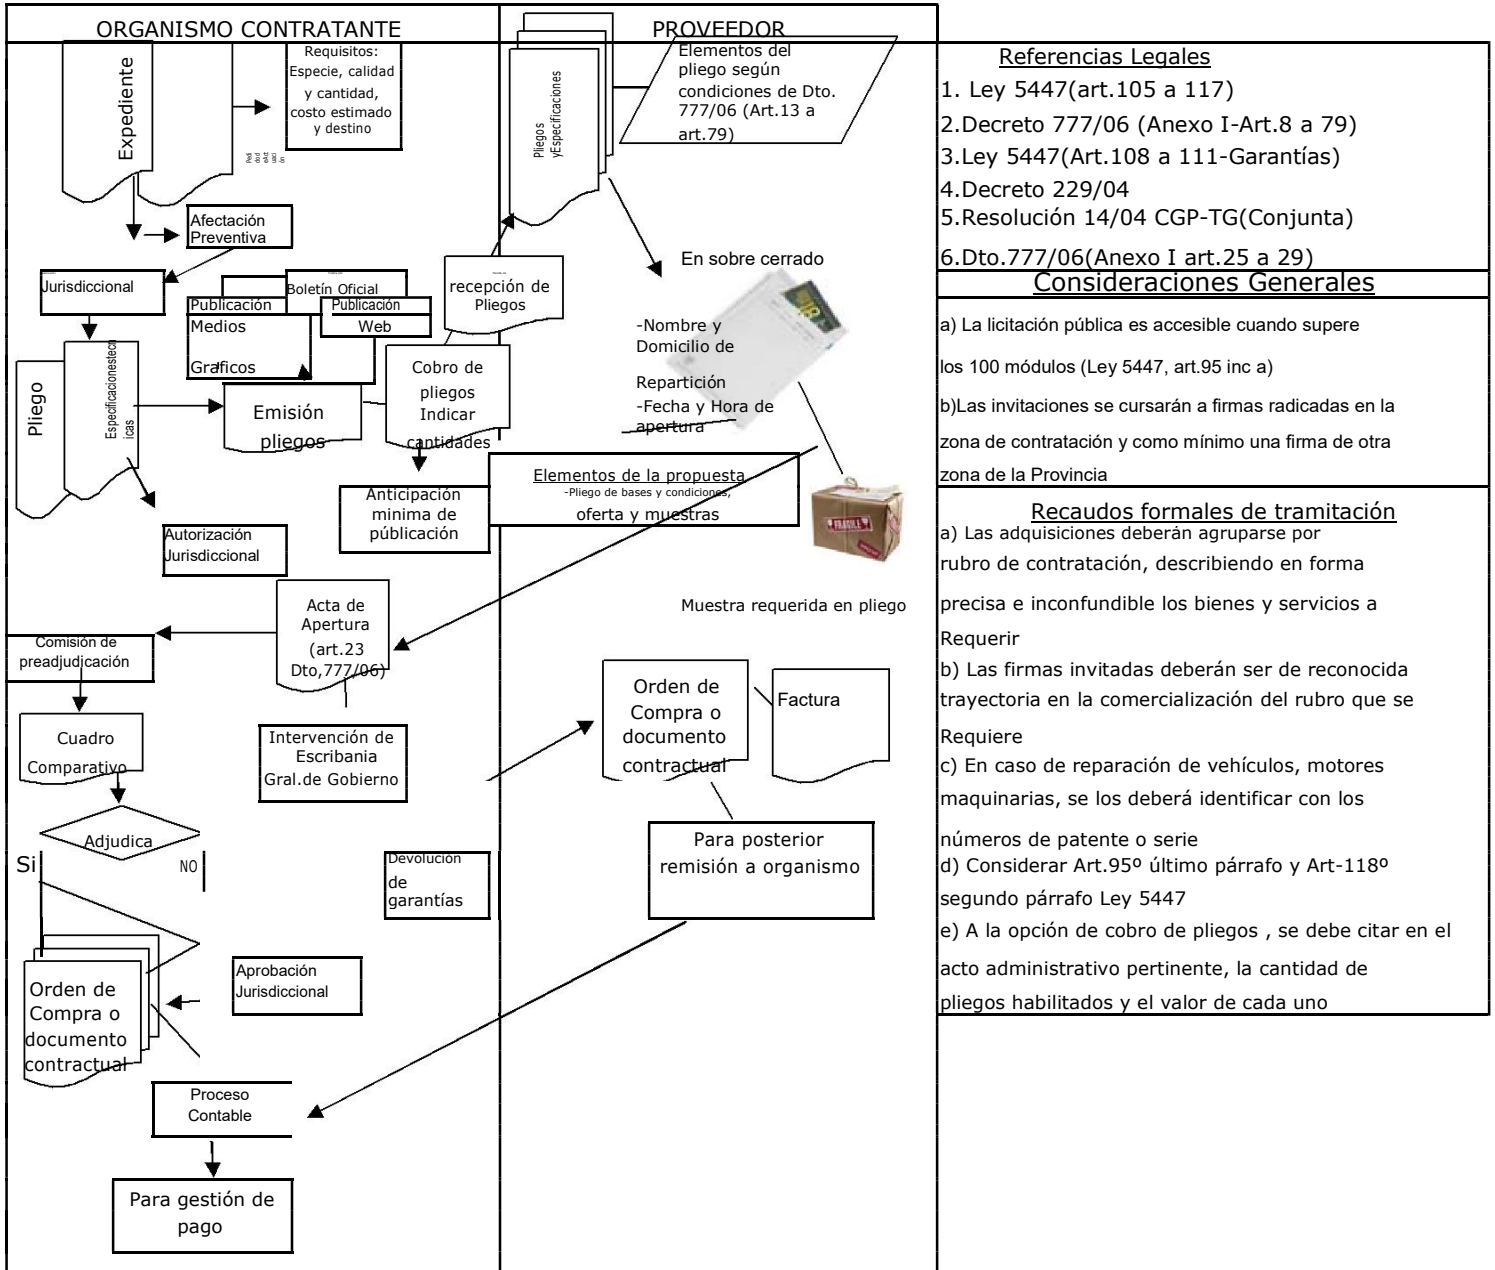 ORGANISMO CONTRATANTE
PROVEEDOR
Expediente
Requisitos:
Especie, calidad
y cantidad,
costo estimado
y destino
Pliegos
yEspecificaciones
Elementos del
pliego según
condiciones de Dto.
777/06 (Art.13 a
art.79)
Afectación
Preventiva
Jurisdiccional
Boletín Oficial
Publicación
Medios
Graficos
Publicación
Web
recepción de
Pliegos
En sobre cerrado
-Nombre y
Domicilio de
Repartición
-Fecha y Hora de
apertura
Pliego
Especificacionestecn
icas
Emisión
pliegos
Cobro de
pliegos
Indicar
cantidades
Elementos de la propuesta
-Pliego de bases y condiciones,
oferta y muestras
FRAGILE
Anticipación
minima de
públicación
Autorización
Jurisdiccional
Muestra requerida en pliego
Acta de
Apertura
(art.23
Dto,777/06)
Comisión de
preadjudicación
Cuadro
Comparativo
Intervención de
Escribania
Gral.de Gobierno
Orden de
Compra o
documento
contractual
Factura
Adjudica
Si
NO
Devolución
de
garantías
Para posterior
remisión a organismo
Aprobación
Jurisdiccional
Orden de
Compra o
documento
contractual
Proceso
Contable
Para gestión de
pago
Referencias Legales
1. Ley 5447(art.105 a 117)
2.Decreto 777/06 (Anexo I-Art.8 a 79)
3.Ley 5447(Art.108 a 111-Garantías)
4.Decreto 229/04
5.Resolución 14/04 CGP-TG(Conjunta)
6.Dto.777/06(Anexo I art.25 a 29)
Consideraciones Generales
a) La licitación pública es accesible cuando supere
los 100 módulos (Ley 5447, art.95 inc a)
b)Las invitaciones se cursarán a firmas radicadas en la
zona de contratación y como mínimo una firma de otra
zona de la Provincia
Recaudos formales de tramitación
a) Las adquisiciones deberán agruparse por
rubro de contratación, describiendo en forma
precisa e inconfundible los bienes y servicios a
Requerir
b) Las firmas invitadas deberán ser de reconocida
trayectoria en la comercialización del rubro que se
Requiere
c) En caso de reparación de vehículos, motores
maquinarias, se los deberá identificar con los
números de patente o serie
d) Considerar Art.95º último párrafo y Art-118º
segundo párrafo Ley 5447
e) A la opción de cobro de pliegos , se debe citar en el
acto administrativo pertinente, la cantidad de
pliegos habilitados y el valor de cada uno